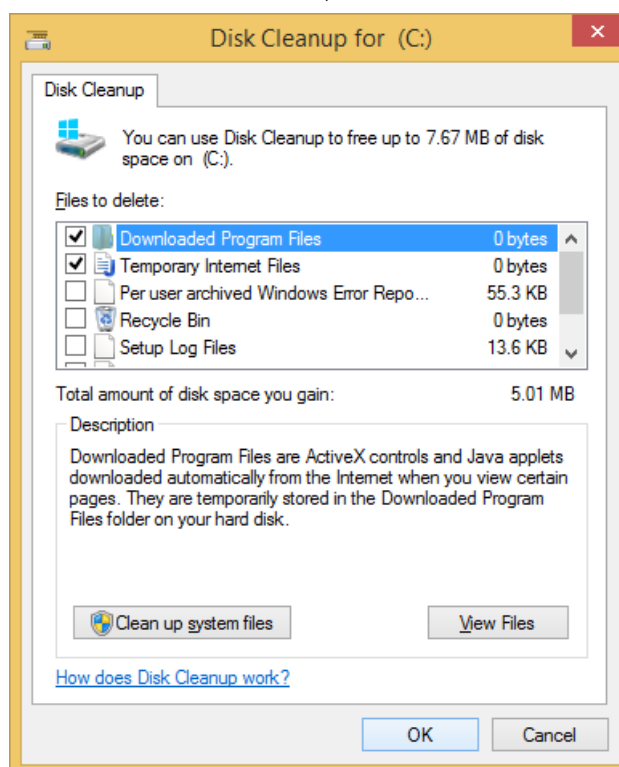 Disk Cleanup for (C:)
Disk Cleanup
You can use Disk Cleanup to free up to 7.67 MB of disk
space on (C:).
Files to delete:
Downloaded Program Files 0 bytes
Temporary Internet Files 0 bytes
Per user archived Windows Error Repo... 55.3 KB
Recycle Bin 0 bytes
Setup Log Files 13.6 KB
Total amount of disk space you gain: 5.01 MB
Description
Downloaded Program Files are ActiveX controls and Java applets
downloaded automatically from the Internet when you view certain
pages. They are temporarily stored in the Downloaded Program
Files folder on your hard disk.
Clean up system files View Files
How does Disk Cleanup work?
OK Cancel